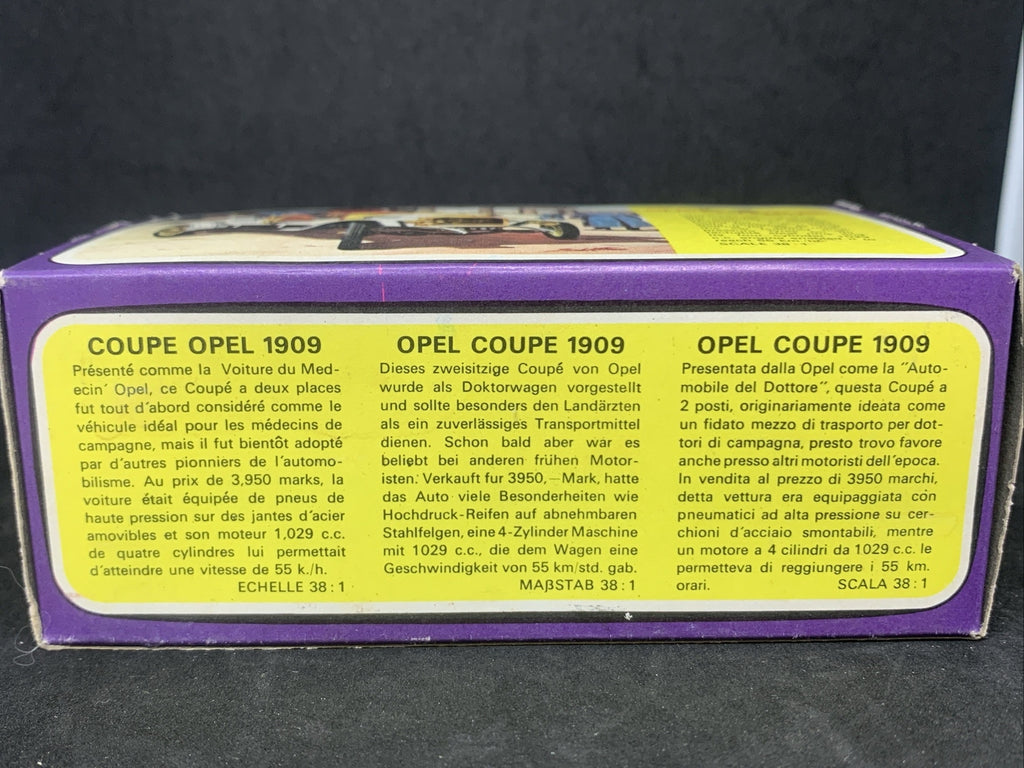 SCALE 38:1
COUPE OPEL 1909
Présenté comme la Voiture du Med-
ecin' Opel, ce Coupé a deux places
fut tout d'abord considéré comme le
véhicule idéal pour les médecins de
campagne, mais il fut bientôt adopté
par d'autres pionniers de l'automo-
bilisme. Au prix de 3,950 marks, la
voiture était équipée de pneus de
haute pression sur des jantes d'acier
amovibles et son moteur 1,029 c.c.
de quatre cylindres lui permettait
d'atteindre une vitesse de 55 k./h.
ECHELLE 38:1
OPEL COUPE 1909
Dieses zweisitzige Coupé von Opel
wurde als Doktorwagen vorgestellt
und sollte besonders den Landärzten
als ein zuverlässiges Transportmittel
dienen. Schon bald aber war es
beliebt bei anderen frühen Motor-
isten. Verkauft fur 3950,—Mark, hatte
das Auto viele Besonderheiten wie
Hochdruck-Reifen auf abnehmbaren
Stahlfelgen, eine 4-Zylinder Maschine
mit 1029 c.c., die dem Wagen eine
Geschwindigkeit von 55 km/std. gab.
MAßSTAB 38:1
OPEL COUPE 1909
Presentata dalla Opel come la "Auto-
mobile del Dottore", questa Coupé a
2 posti, originariamente ideata come
un fidato mezzo di trasporto per dot-
tori di campagna, presto trovo favore
anche presso altri motoristi dell'epoca.
In vendita al prezzo di 3950 marchi,
detta vettura era equipaggiata con
pneumatici ad alta pressione su cer-
chioni d'acciaio smontabili, mentre
un motore a 4 cilindri da 1029 c.c. le
permetteva di reggiungere i 55 km.
orari. SCALA 38:1